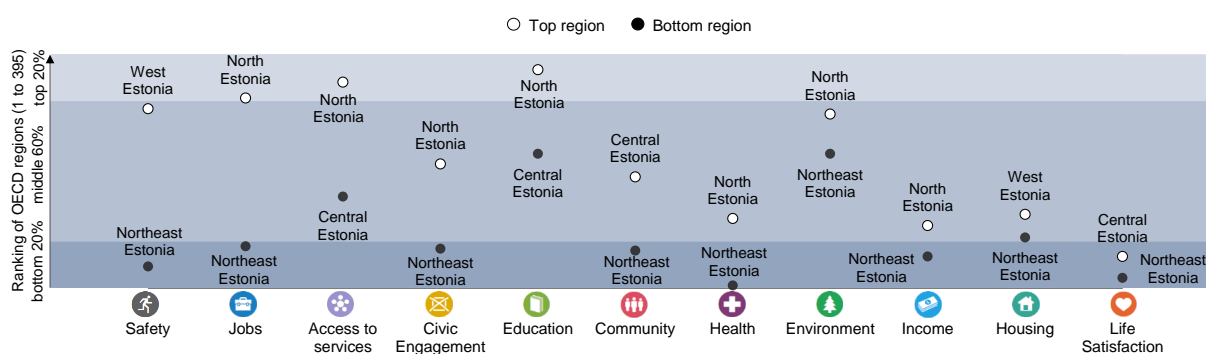 Top region
Bottom region
Ranking of OECD regions (1 to 395)
bottom 20% middle 60% top 20%
West
Estonia
Northeast
Estonia
North
Estonia
Northeast
Estonia
North
Estonia
Central
Estonia
North
Estonia
Northeast
Estonia
North
Estonia
Central
Estonia
Central
Estonia
Northeast
Estonia
North
Estonia
Northeast
Estonia
North
Estonia
Northeast
Estonia
North
Estonia
Northeast
Estonia
West
Estonia
Northeast
Estonia
Central
Estonia
Northeast
Estonia
Safety
Jobs
Access to
services
Civic
Engagement
Education
Community
Health
Environment
Income
Housing
Life
Satisfaction